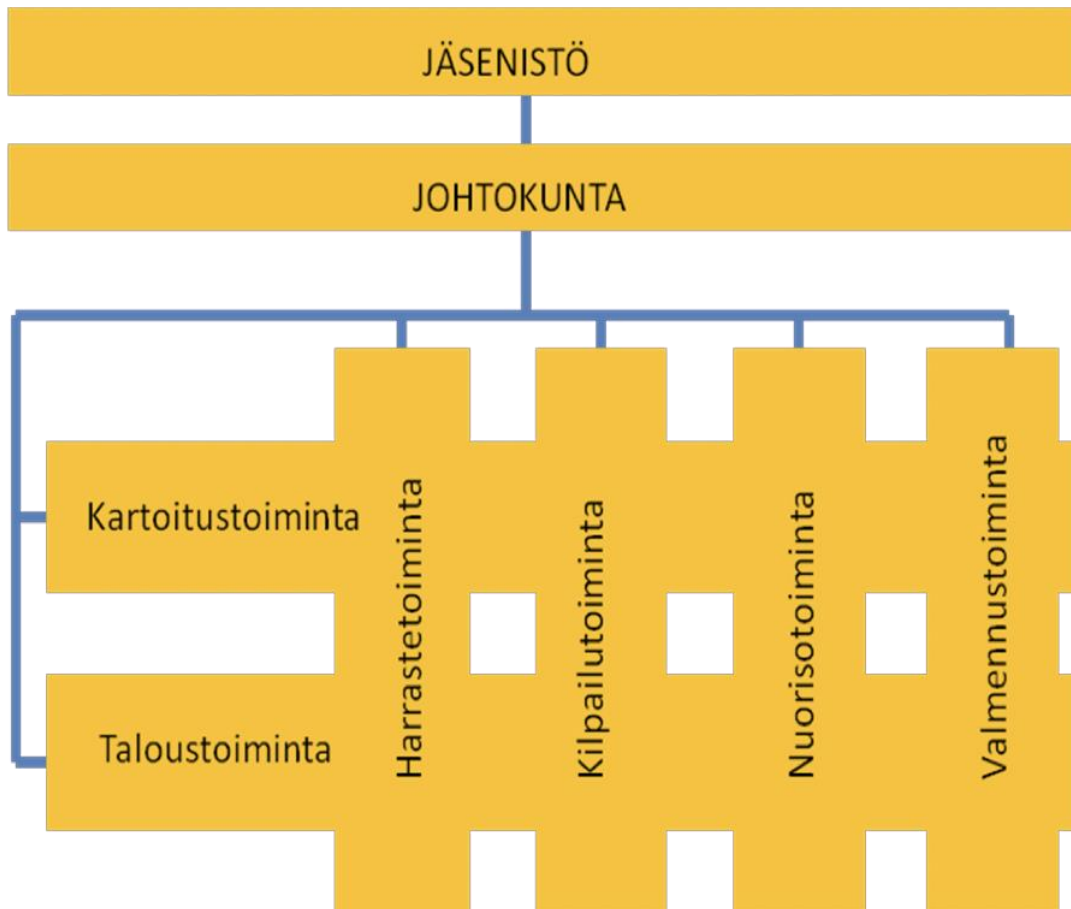 JÄSENISTÖ
JOHTOKUNTA
Kartoitustoiminta
Taloustoiminta
Harrastetoiminta
Kilpailutoiminta
Nuorisotoiminta
Valmennustoiminta